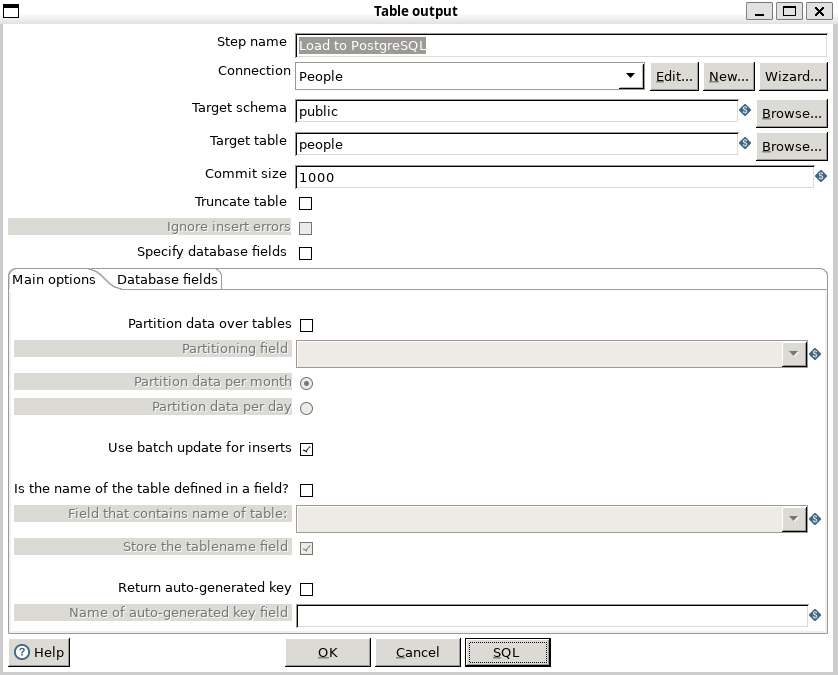 Table output
Step name Load to PostgreSQL
Connection People Edit... New... Wizard...
Target schema public Browse...
Target table people Browse...
Commit size 1000
Truncate table
Ignore insert errors
Specify database fields
Main options Database fields
Partition data over tables
Partitioning field
Partition data per month
Partition data per day
Use batch update for inserts
Is the name of the table defined in a field?
Field that contains name of table:
Store the tablename field
Return auto-generated key
Name of auto-generated key field
Help OK Cancel SQL